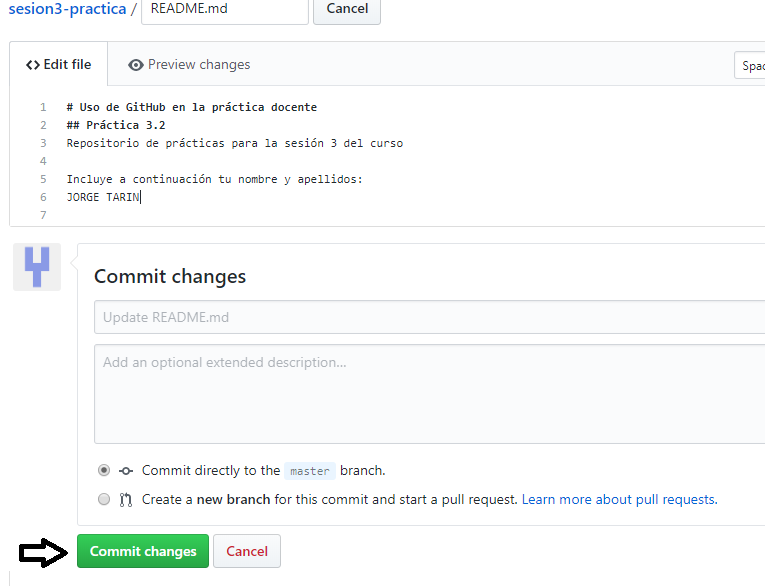 sesion3-practica / README.md Cancel
Edit file Preview changes
1 # Uso de GitHub en la práctica docente
2 ## Práctica 3.2
3 Repositorio de prácticas para la sesión 3 del curso
4
5 Incluye a continuación tu nombre y apellidos:
6 JORGE TARIN
7
Commit changes
Update README.md
Add an optional extended description...
Commit directly to the master branch.
Create a new branch for this commit and start a pull request. Learn more about pull requests.
Commit changes Cancel